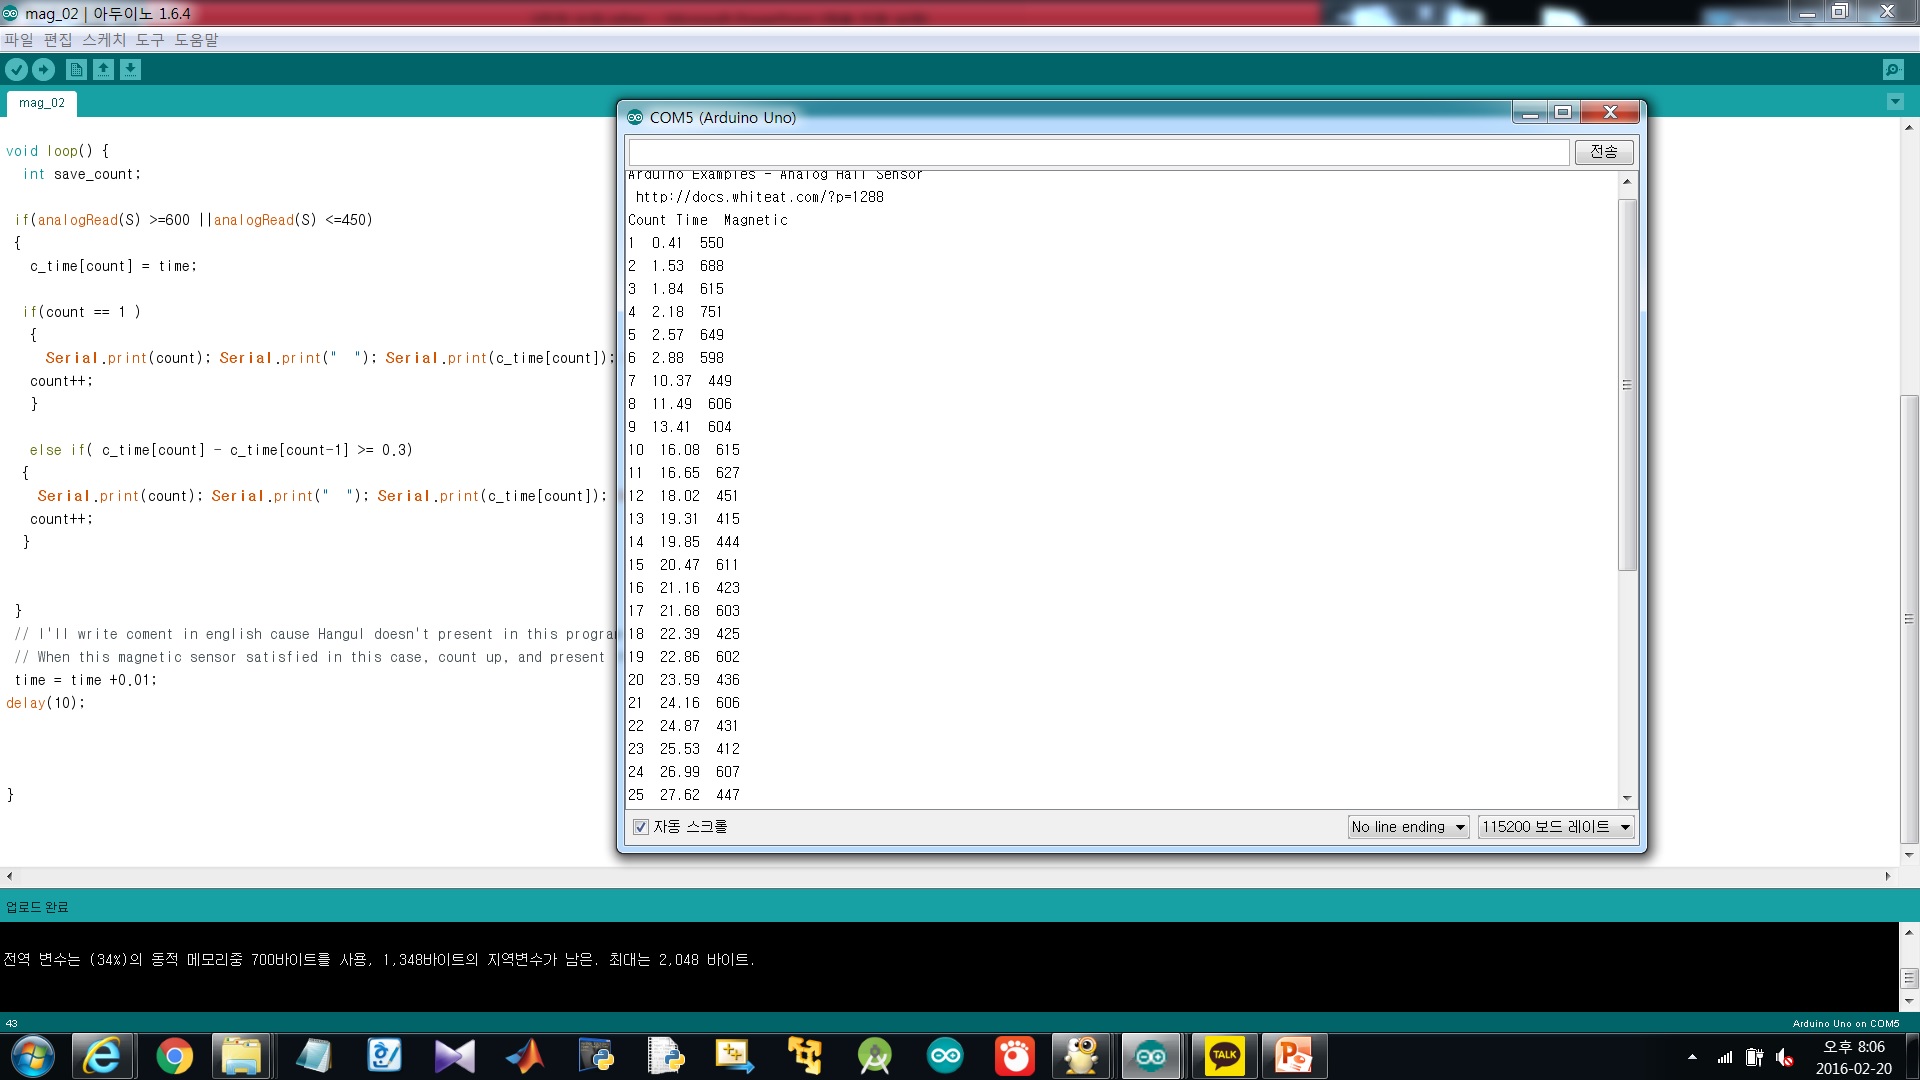 mag_02 | 아두이노 1.6.4
파일 편집 스케치 도구 도움말
mag_02
void loop() {
int save_count;
if(analogRead(S) >=600 ||analogRead(S) <=450)
{
c_time[count] = time;
if(count == 1 )
{
Serial.print(count); Serial.print("  "); Serial.print(c_time[count]);
count++;
}
else if( c_time[count] - c_time[count-1] >= 0.3)
{
Serial.print(count); Serial.print("  "); Serial.print(c_time[count]);
count++;
}
}
// I'll write coment in english cause Hangul doesn't present in this
// When this magnetic sensor satisfied in this case, count up, and present
time = time +0.01;
delay(10);
}
COM5 (Arduino Uno)
전송
Arduino Examples - Analog Hall Sensor
http://docs.whiteat.com/?p=1288
Count Time  Magnetic
1  0.41  550
2  1.53  688
3  1.84  615
4  2.18  751
5  2.57  649
6  2.88  598
7  10.37  449
8  11.49  606
9  13.41  604
10  16.08  615
11  16.65  627
12  18.02  451
13  19.31  415
14  19.85  444
15  20.47  611
16  21.16  423
17  21.68  603
18  22.39  425
19  22.86  602
20  23.59  436
21  24.16  606
22  24.87  431
23  25.53  412
24  26.99  607
25  27.62  447
자동 스크롤
No line ending
115200 보드 레이트
업로드 완료
전역 변수는 (34%)의 동적 메모리중 700바이트를 사용, 1,348바이트의 지역변수가 남은. 최대는 2,048 바이트.
43
Arduino Uno on COM5
TALK
오후 8:06
2016-02-20